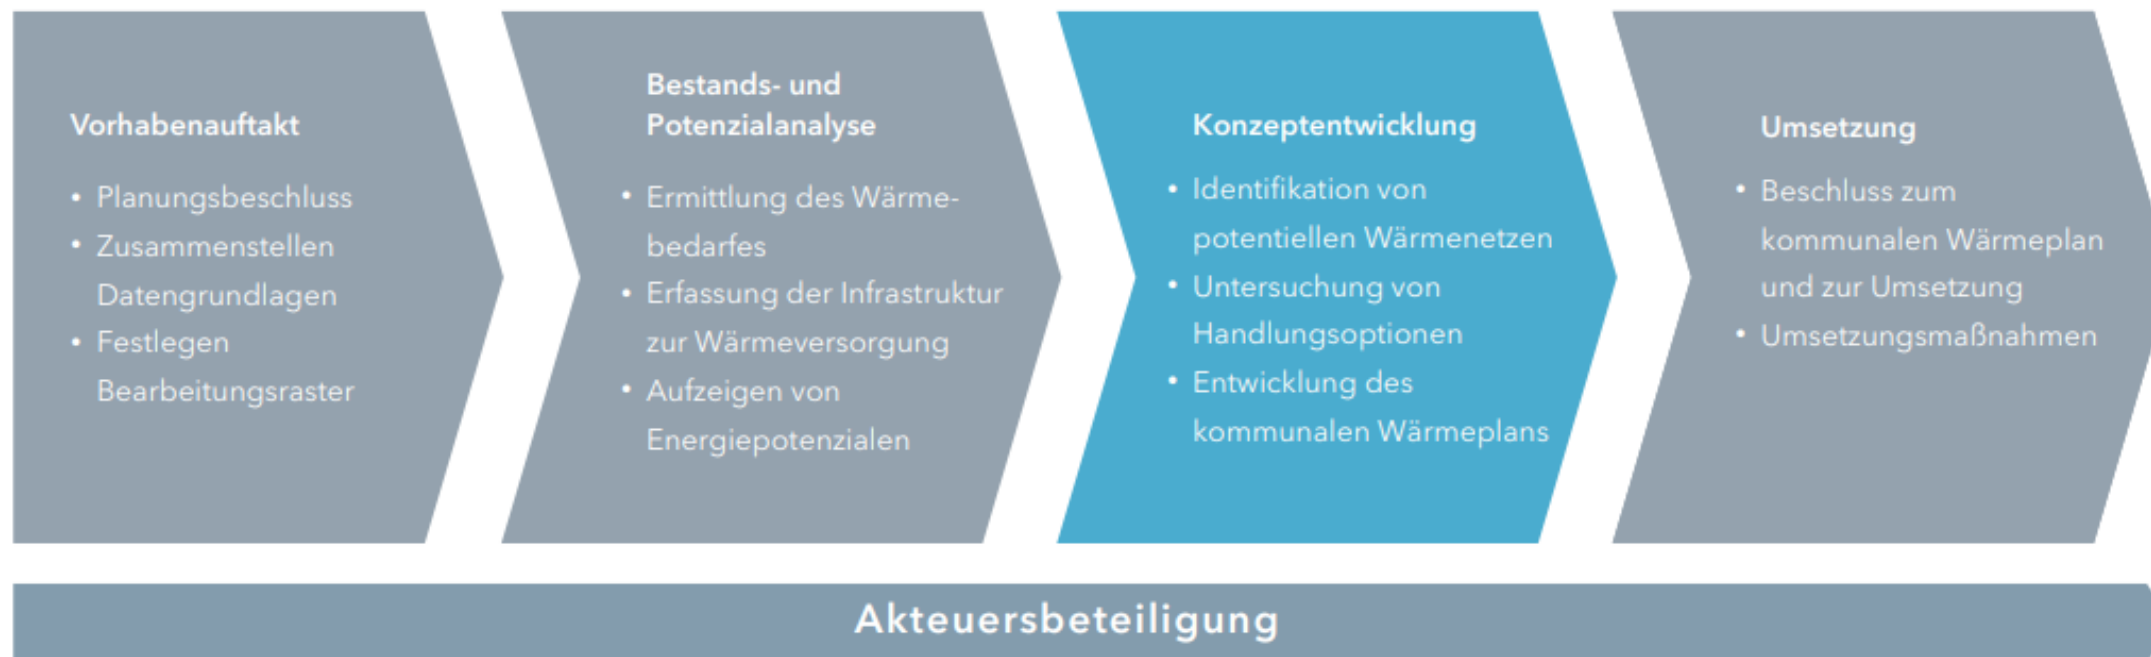 Vorhabenauftakt
• Planungsbeschluss
• Zusammenstellen
Datengrundlagen
• Festlegen
Bearbeitungsraster
Bestands- und
Potenzialanalyse
• Ermittlung des Wärme-
bedarfes
• Erfassung der Infrastruktur
zur Wärmeversorgung
• Aufzeigen von
Energiepotenzialen
Konzeptentwicklung
• Identifikation von
potentiellen Wärmenetzen
• Untersuchung von
Handlungsoptionen
• Entwicklung des
kommunalen Wärmeplans
Umsetzung
• Beschluss zum
kommunalen Wärmeplan
und zur Umsetzung
• Umsetzungsmaßnahmen
Akteuersbeteiligung